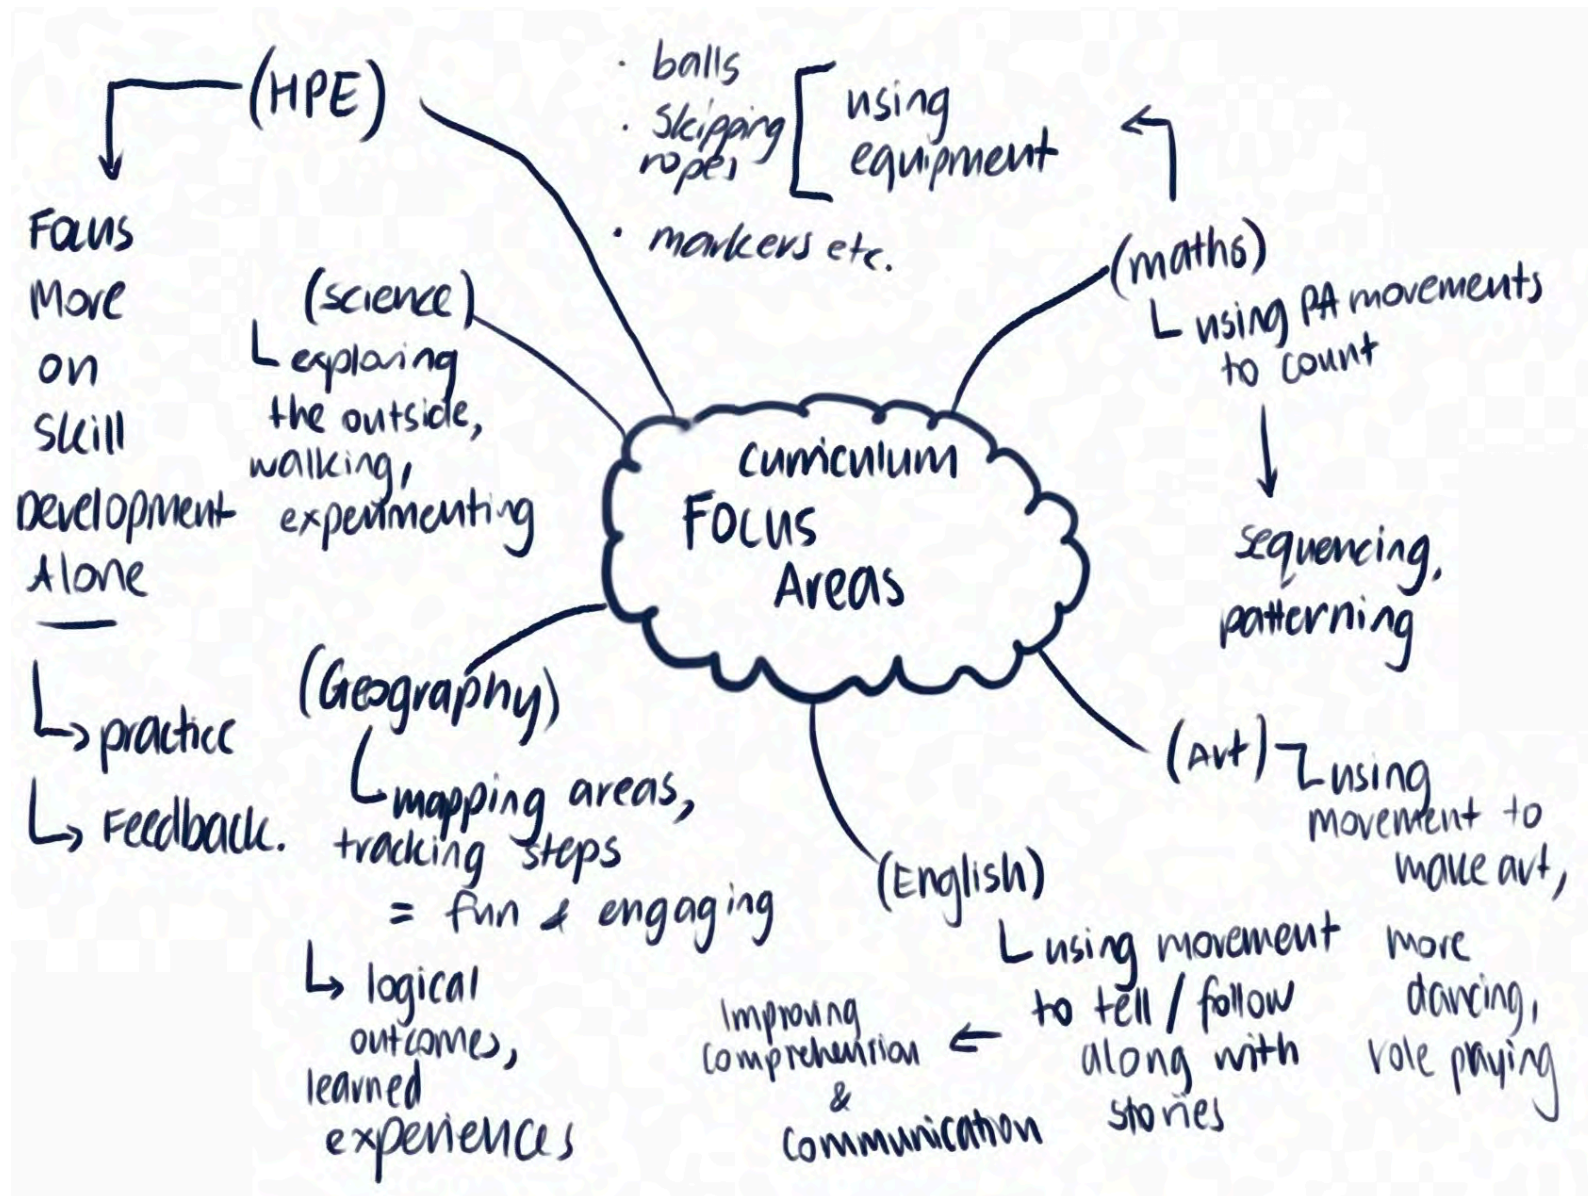 (HPE)
Focus
More
on
Skill
Development
Alone
practice
Feedback.
(science)
exploring
the outside,
walking,
experimenting
· balls
· Skipping
ropes
· markers etc.
using
equipment
(maths)
using PA movements
to count
sequencing,
patterning
curriculum
Focus
Areas
(Geography)
mapping areas,
tracking steps
= fun & engaging
logical
outcomes,
learned
experiences
(English)
using movement
to tell / follow
along with
stories
Improving
comprehension
&
communication
(Art)
using
movement to
make art,
more
dancing,
role playing